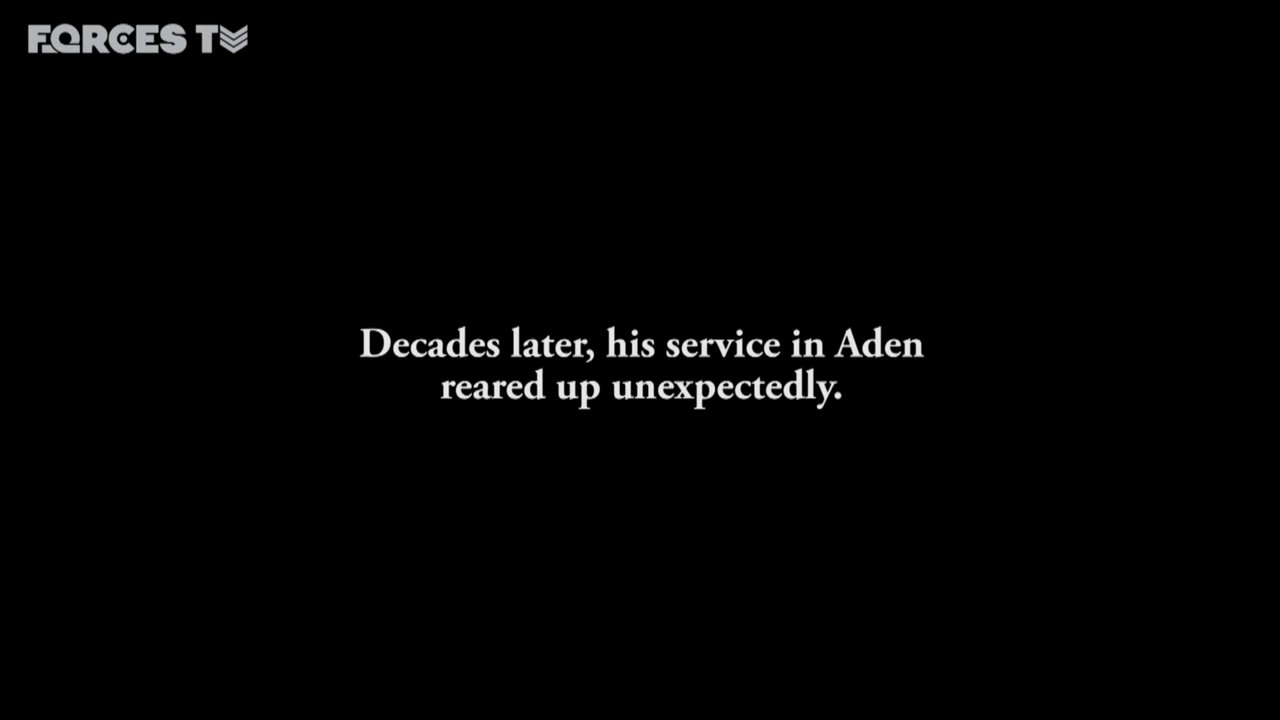 FORCES TV
Decades later, his service in Aden
reared up unexpectedly.